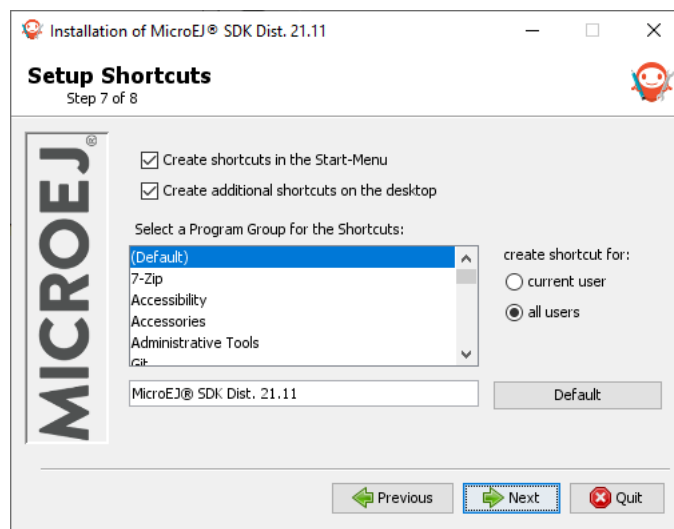 Installation of MicroEJ® SDK Dist. 21.11
Setup Shortcuts
Step 7 of 8
MICROEJ®
Create shortcuts in the Start-Menu
Create additional shortcuts on the desktop
Select a Program Group for the Shortcuts:
(Default)
7-Zip
Accessibility
Accessories
Administrative Tools
Git
create shortcut for:
current user
all users
MicroEJ® SDK Dist. 21.11
Default
Previous
Next
Quit